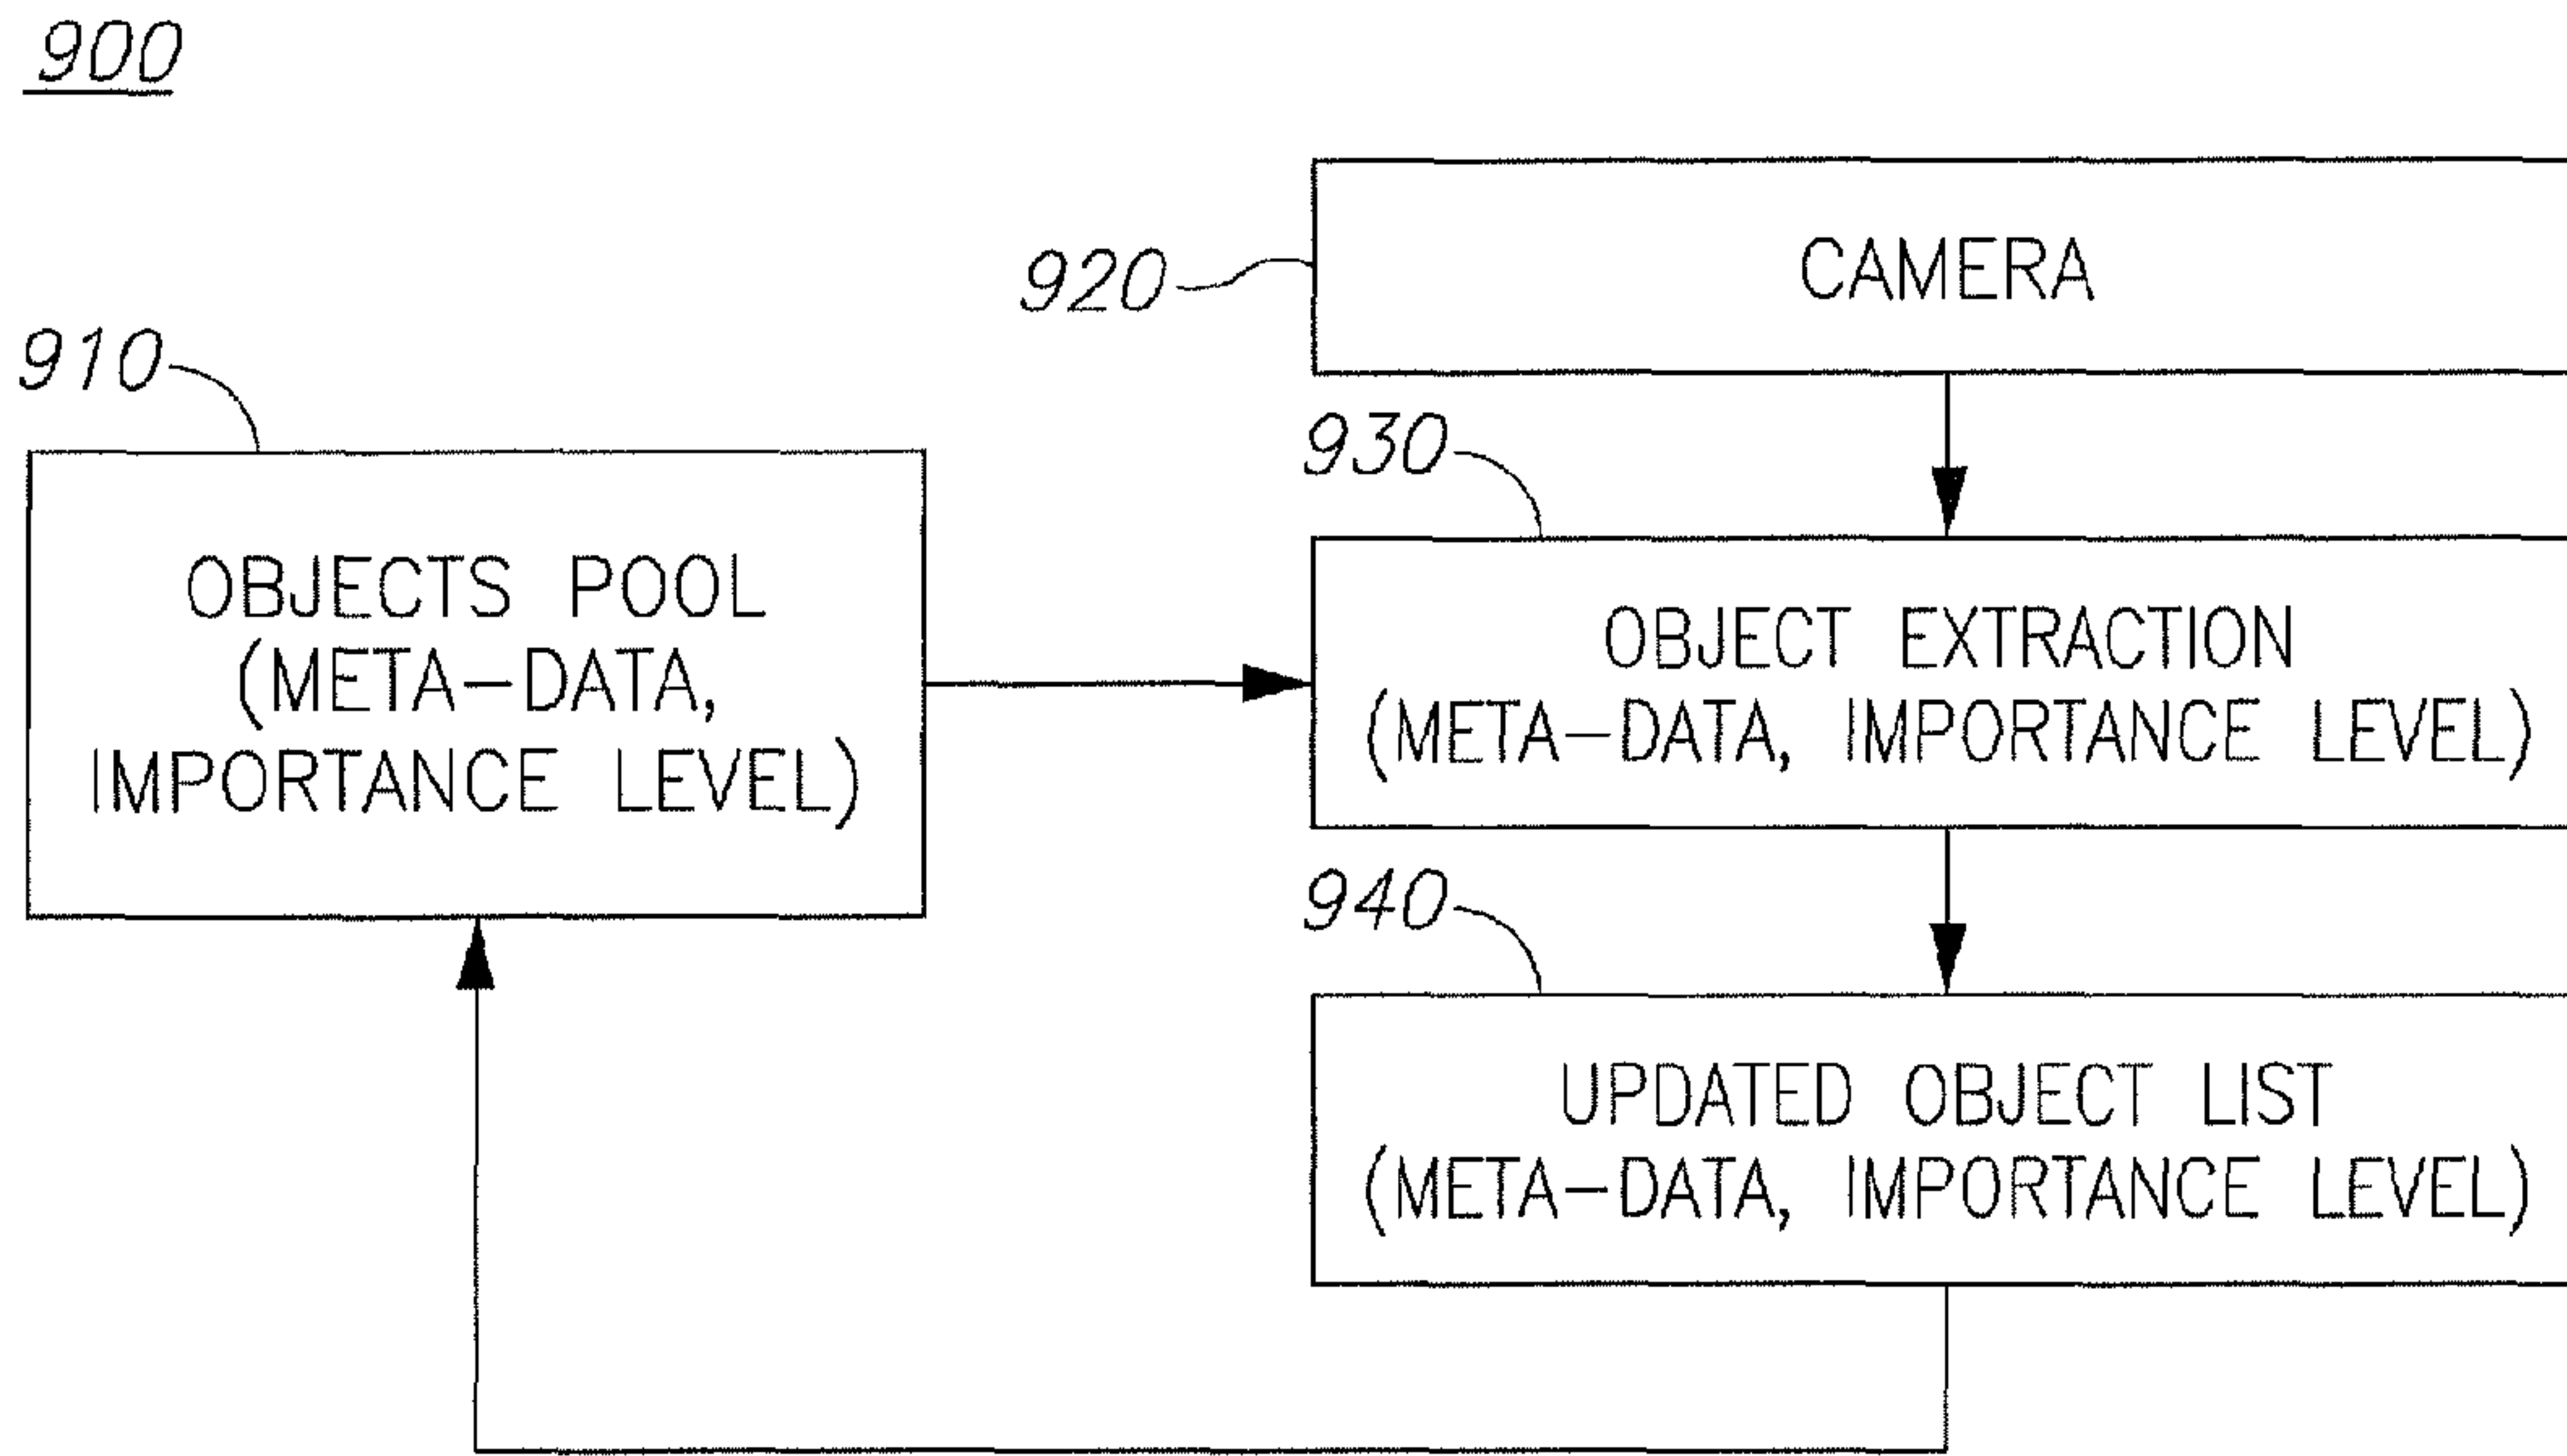 900
920
CAMERA
910
OBJECTS POOL
(META-DATA,
IMPORTANCE LEVEL)
930
OBJECT EXTRACTION
(META-DATA, IMPORTANCE LEVEL)
940
UPDATED OBJECT LIST
(META-DATA, IMPORTANCE LEVEL)